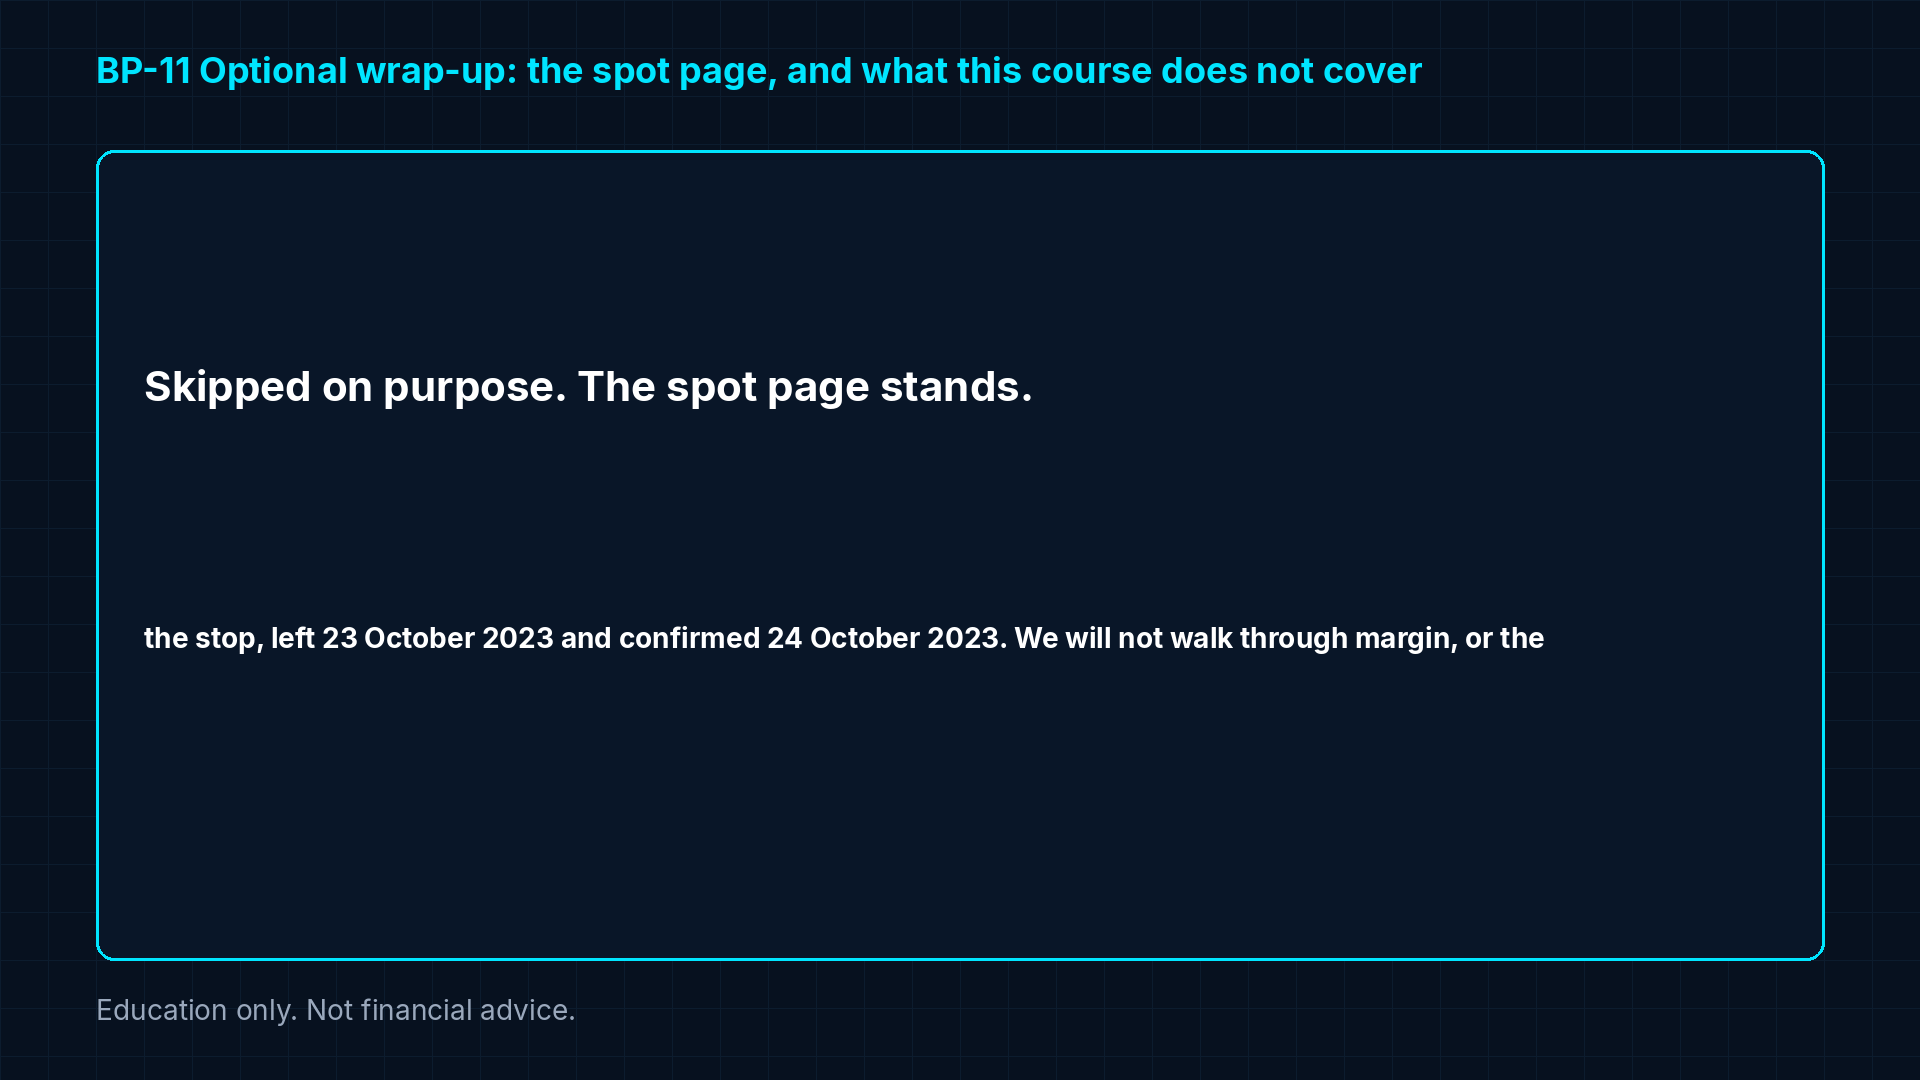 BP-11 Optional wrap-up: the spot page, and what this course does not cover
Skipped on purpose. The spot page stands.
the stop, left 23 October 2023 and confirmed 24 October 2023. We will not walk through margin, or the
Education only. Not financial advice.